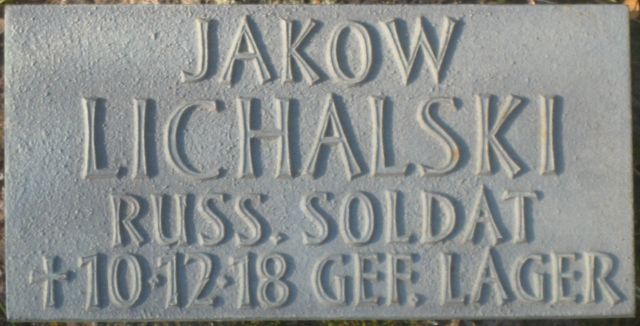 JAKOW
LICHALSKI
RUSS. SOLDAT
✝10·12·18 GEF. LAGER